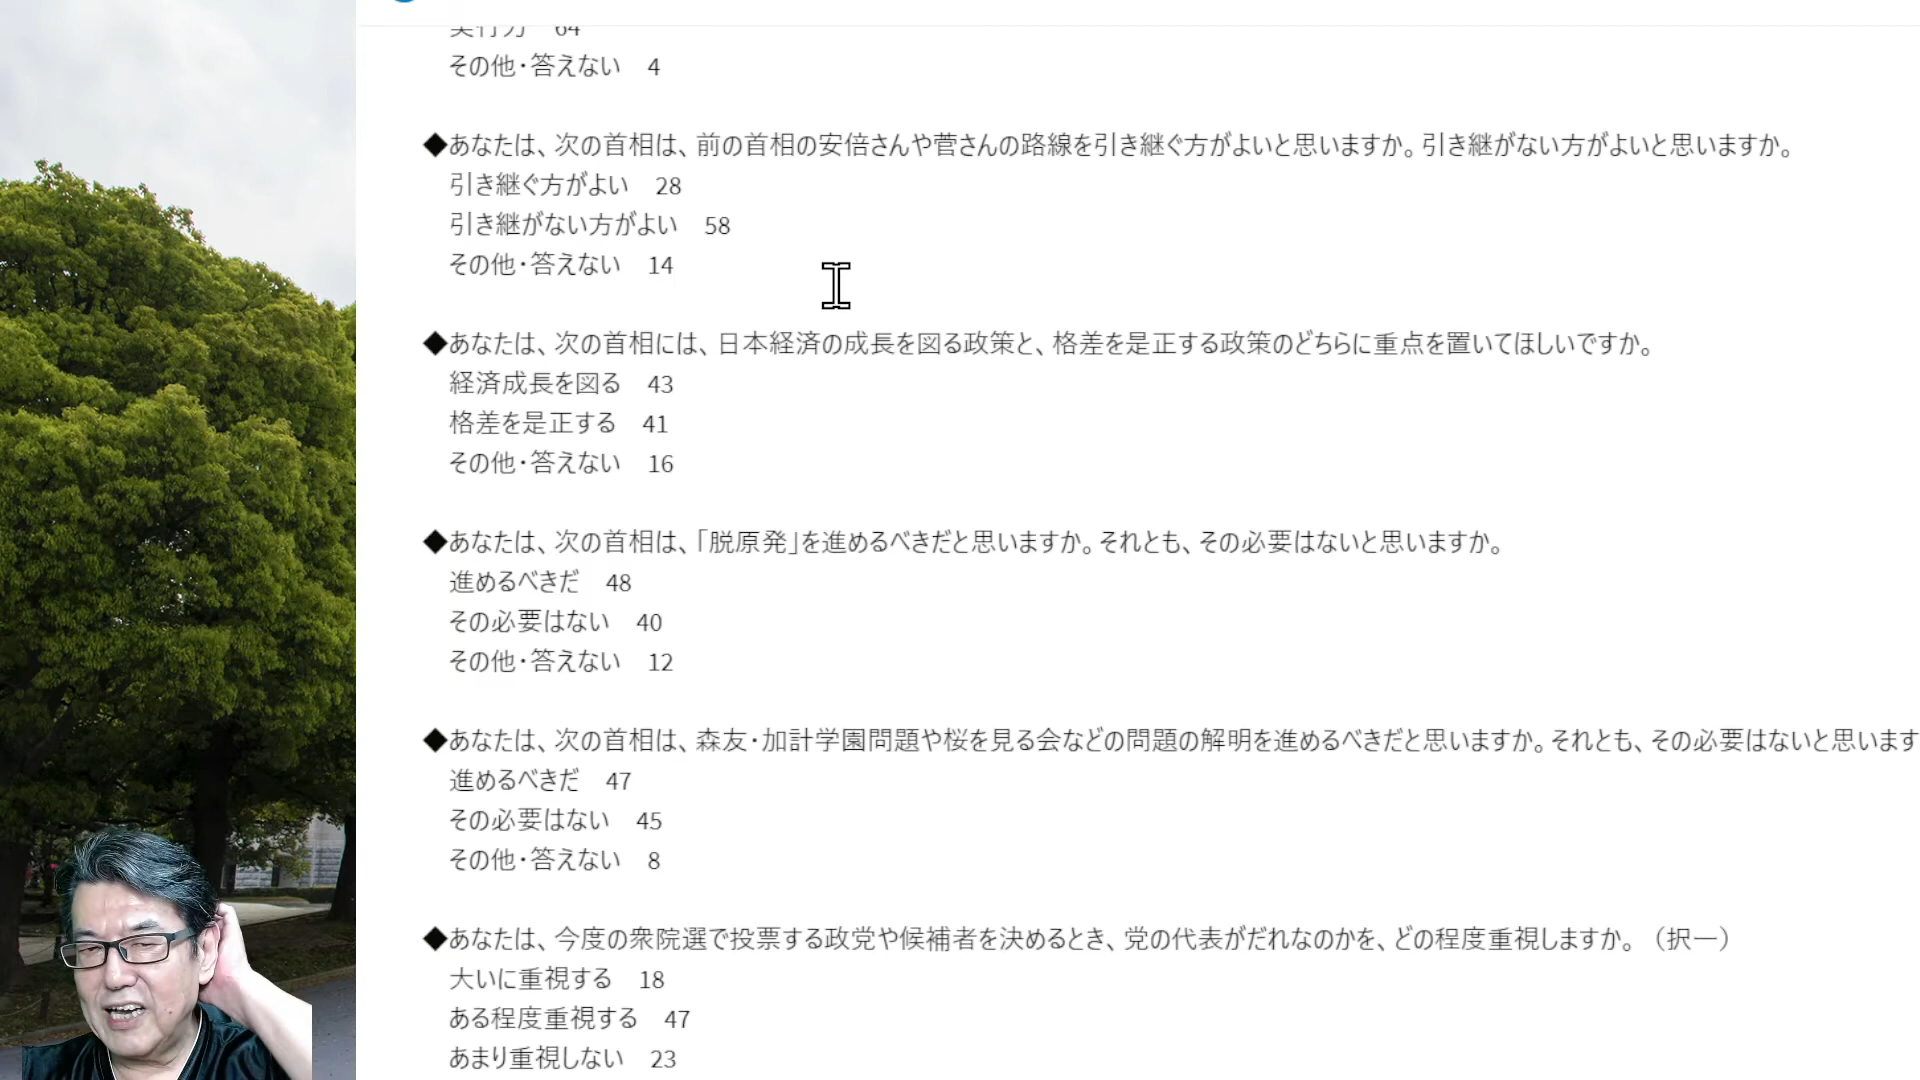 実行力 64
その他・答えない 4
◆あなたは、次の首相は、前の首相の安倍さんや菅さんの路線を引き継ぐ方がよいと思いますか。引き継がない方がよいと思いますか。
引き継ぐ方がよい 28
引き継がない方がよい 58
その他・答えない 14
◆あなたは、次の首相には、日本経済の成長を図る政策と、格差を是正する政策のどちらに重点を置いてほしいですか。
経済成長を図る 43
格差を是正する 41
その他・答えない 16
◆あなたは、次の首相は、「脱原発」を進めるべきだと思いますか。それとも、その必要はないと思いますか。
進めるべきだ 48
その必要はない 40
その他・答えない 12
◆あなたは、次の首相は、森友・加計学園問題や桜を見る会などの問題の解明を進めるべきだと思いますか。それとも、その必要はないと思います
進めるべきだ 47
その必要はない 45
その他・答えない 8
◆あなたは、今度の衆院選で投票する政党や候補者を決めるとき、党の代表がだれなのかを、どの程度重視しますか。（択一）
大いに重視する 18
ある程度重視する 47
あまり重視しない 23